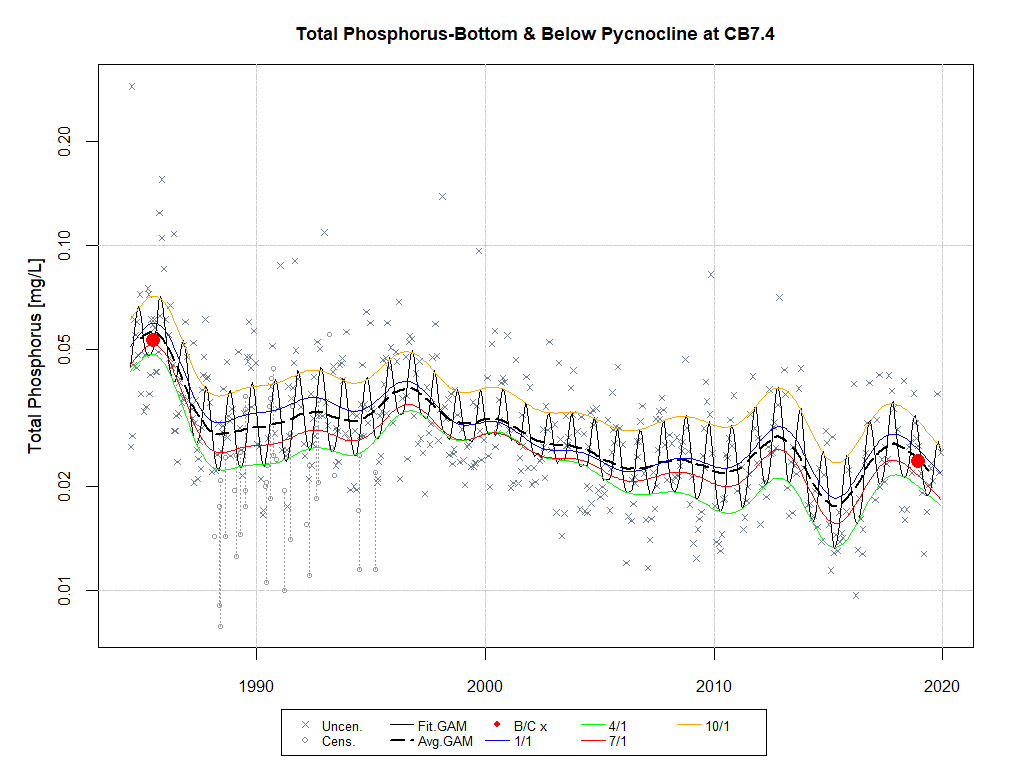 Total Phosphorus-Bottom & Below Pycnocline at CB7.4
Total Phosphorus [mg/L]
0.20
0.10
0.05
0.02
0.01
1990 2000 2010 2020
Uncen. Fit.GAM B/C x 4/1 10/1
Cens. Avg.GAM 1/1 7/1